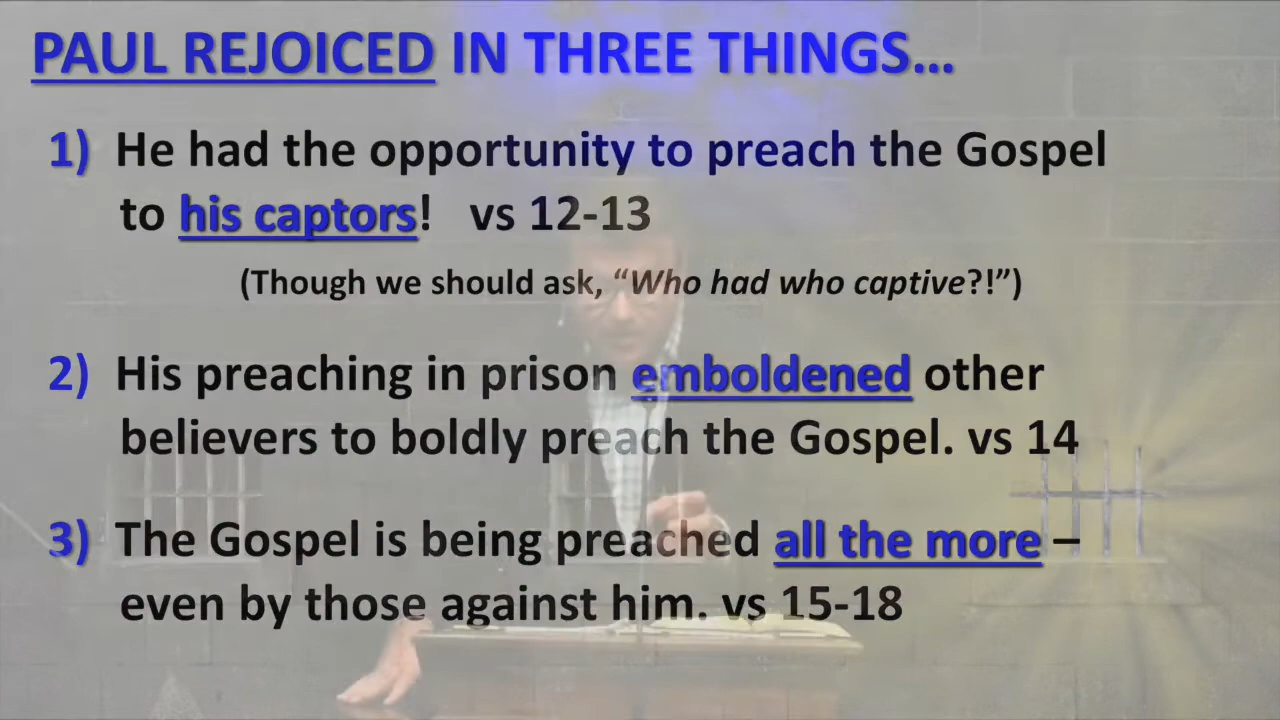 PAUL REJOICED IN THREE THINGS…
1) He had the opportunity to preach the Gospel
to his captors! vs 12-13
(Though we should ask, “Who had who captive?!”)
2) His preaching in prison emboldened other
believers to boldly preach the Gospel. vs 14
3) The Gospel is being preached all the more –
even by those against him. vs 15-18